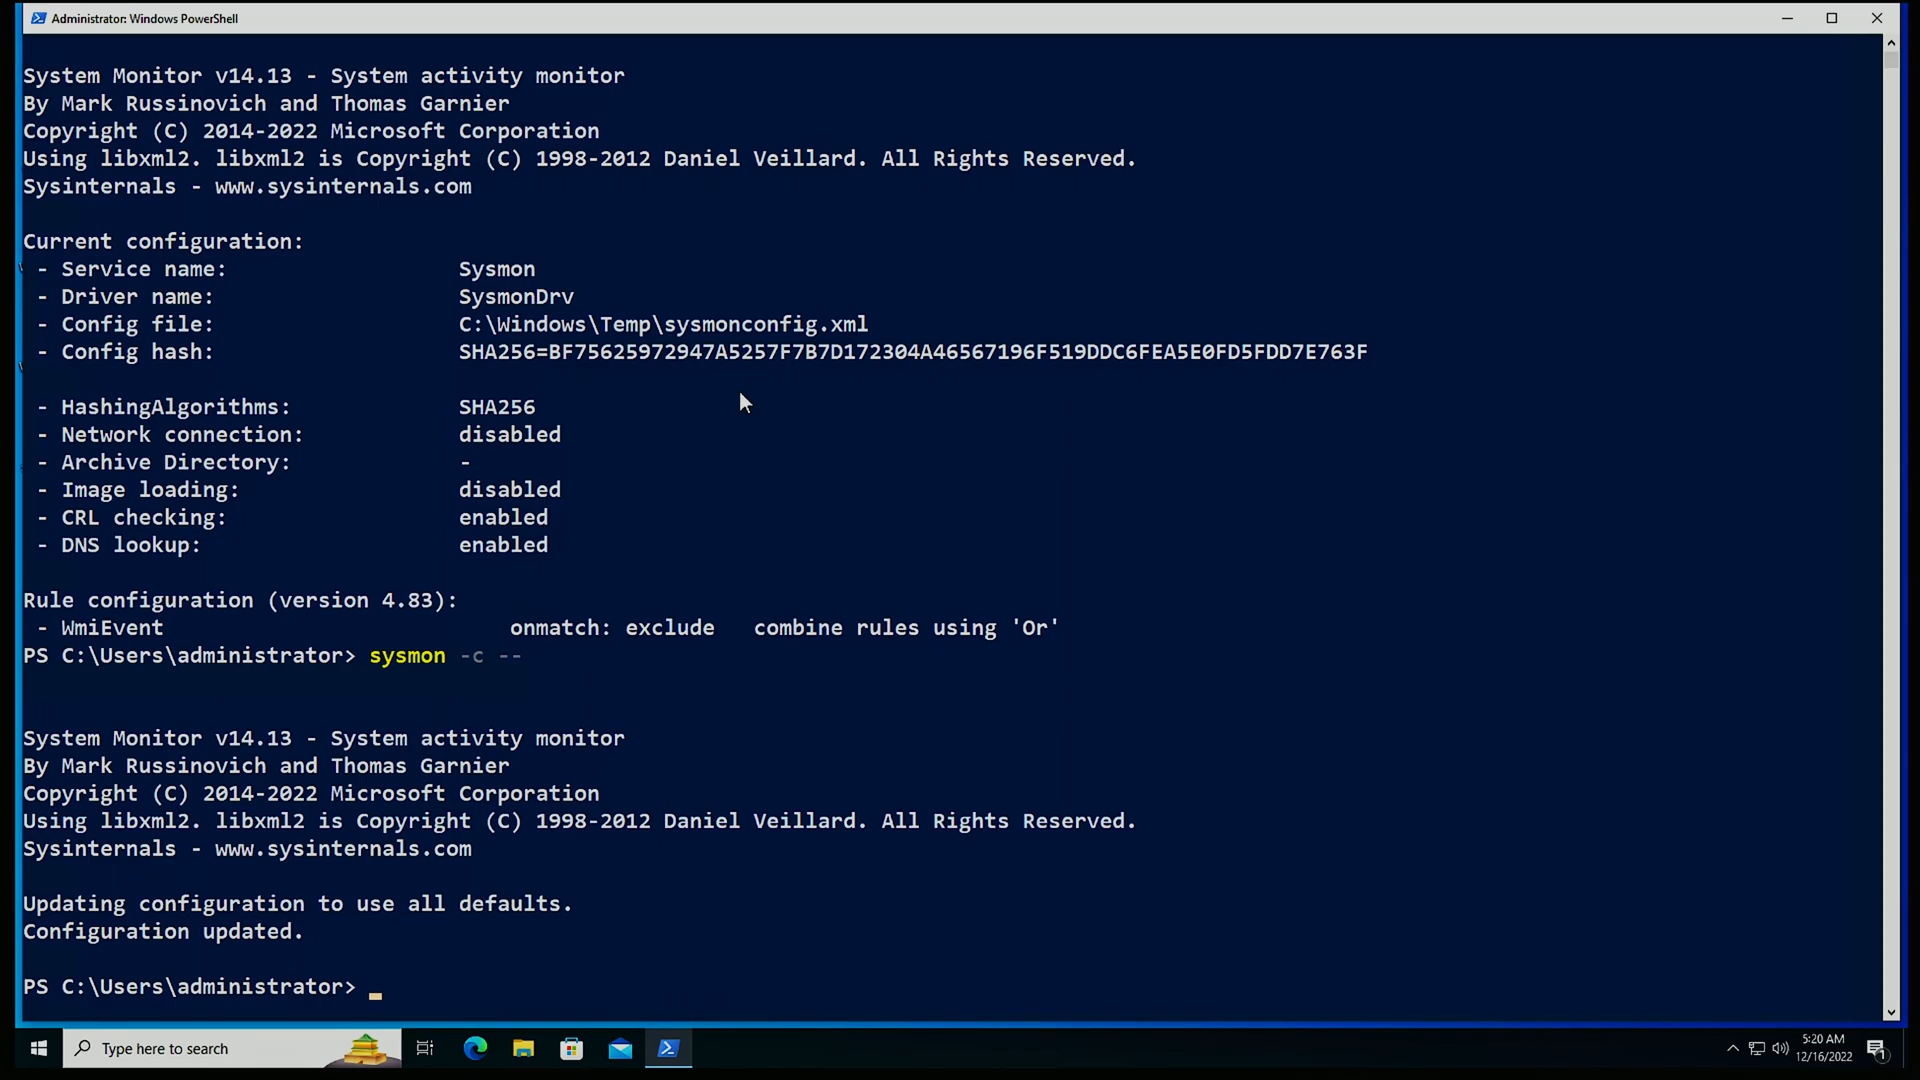 Administrator: Windows PowerShell
System Monitor v14.13 - System activity monitor
By Mark Russinovich and Thomas Garnier
Copyright (C) 2014-2022 Microsoft Corporation
Using libxml2. libxml2 is Copyright (C) 1998-2012 Daniel Veillard. All Rights Reserved.
Sysinternals - www.sysinternals.com
Current configuration:
- Service name: Sysmon
- Driver name: SysmonDrv
- Config file: C:\Windows\Temp\sysmonconfig.xml
- Config hash: SHA256=BF75625972947A5257F7B7D172304A46567196F519DDC6FEA5E0FD5FDD7E763F
- HashingAlgorithms: SHA256
- Network connection: disabled
- Archive Directory: -
- Image loading: disabled
- CRL checking: enabled
- DNS lookup: enabled
Rule configuration (version 4.83):
- WmiEvent onmatch: exclude combine rules using 'Or'
PS C:\Users\administrator> sysmon -c --
System Monitor v14.13 - System activity monitor
By Mark Russinovich and Thomas Garnier
Copyright (C) 2014-2022 Microsoft Corporation
Using libxml2. libxml2 is Copyright (C) 1998-2012 Daniel Veillard. All Rights Reserved.
Sysinternals - www.sysinternals.com
Updating configuration to use all defaults.
Configuration updated.
PS C:\Users\administrator>
Type here to search
5:20 AM
12/16/2022
1